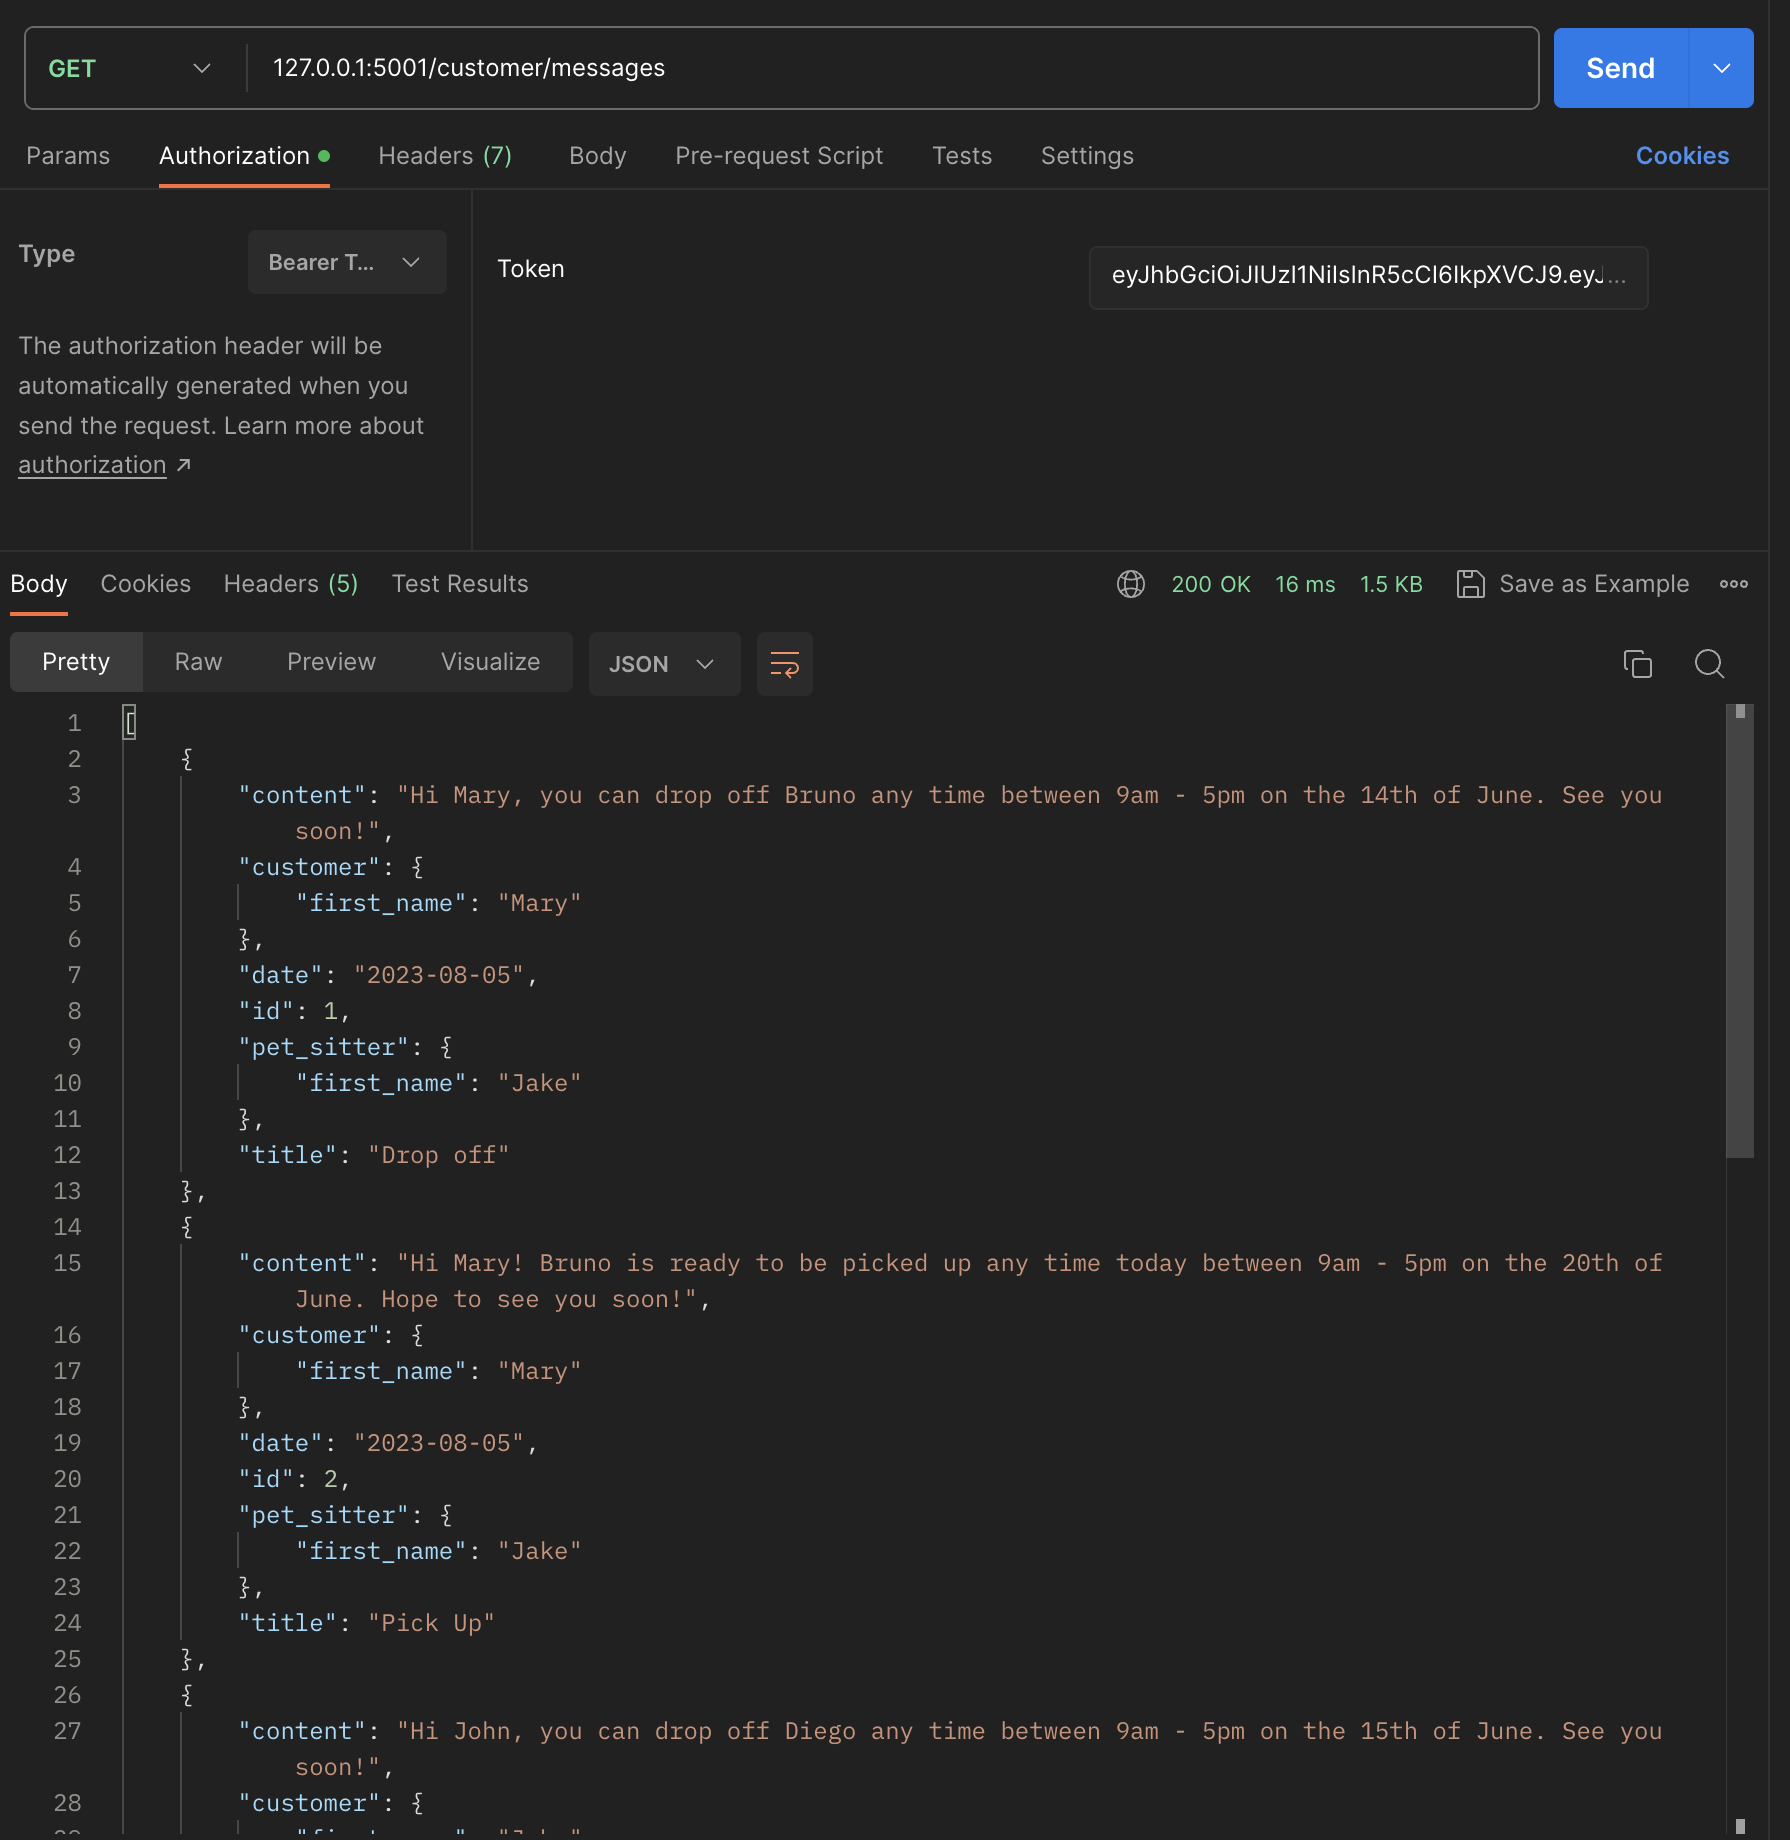 GET 127.0.0.1:5001/customer/messages Send
Params Authorization Headers (7) Body Pre-request Script Tests Settings Cookies
Type Bearer T... Token eyJhbGciOiJIUzI1NiIsInR5cCI6IkpXVCJ9.eyJ...
The authorization header will be
automatically generated when you
send the request. Learn more about
authorization ↗
Body Cookies Headers (5) Test Results 200 OK 16 ms 1.5 KB Save as Example
Pretty Raw Preview Visualize JSON
1 [
2 {
3 "content": "Hi Mary, you can drop off Bruno any time between 9am - 5pm on the 14th of June. See you
soon!",
4 "customer": {
5 "first_name": "Mary"
6 },
7 "date": "2023-08-05",
8 "id": 1,
9 "pet_sitter": {
10 "first_name": "Jake"
11 },
12 "title": "Drop off"
13 },
14 {
15 "content": "Hi Mary! Bruno is ready to be picked up any time today between 9am - 5pm on the 20th of
June. Hope to see you soon!",
16 "customer": {
17 "first_name": "Mary"
18 },
19 "date": "2023-08-05",
20 "id": 2,
21 "pet_sitter": {
22 "first_name": "Jake"
23 },
24 "title": "Pick Up"
25 },
26 {
27 "content": "Hi John, you can drop off Diego any time between 9am - 5pm on the 15th of June. See you
soon!",
28 "customer": {